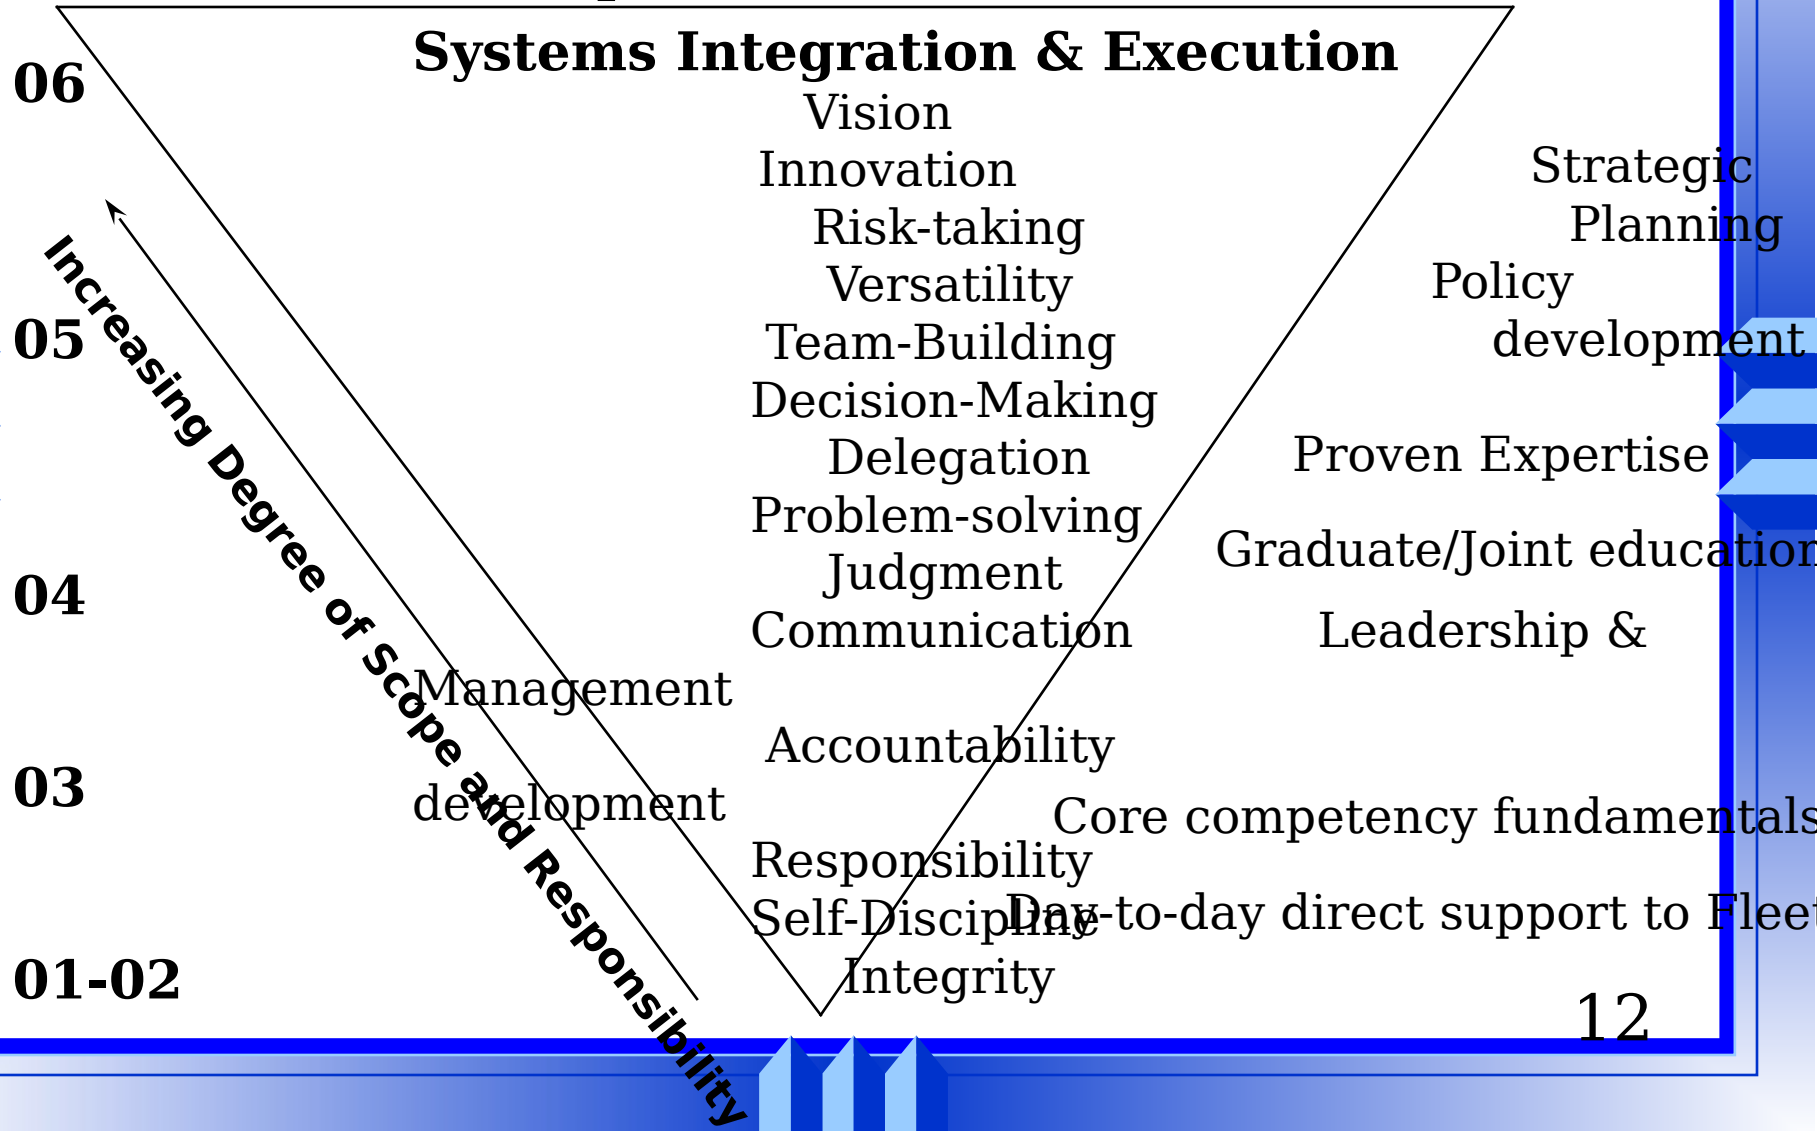 Systems Integration & Execution
06
Vision
Innovation
Strategic
Risk-taking
Planning
Versatility
Policy
05
Team-Building
development
Decision-Making
Delegation
Proven Expertise
Problem-solving
Graduate/Joint education
Judgment
04
Communication
Leadership &
Management
Accountability
03
development
Core competency fundamentals
Responsibility
Self-Discipline
Day-to-day direct support to Fleet
Integrity
01-02
Increasing Degree of Scope and Responsibility
12